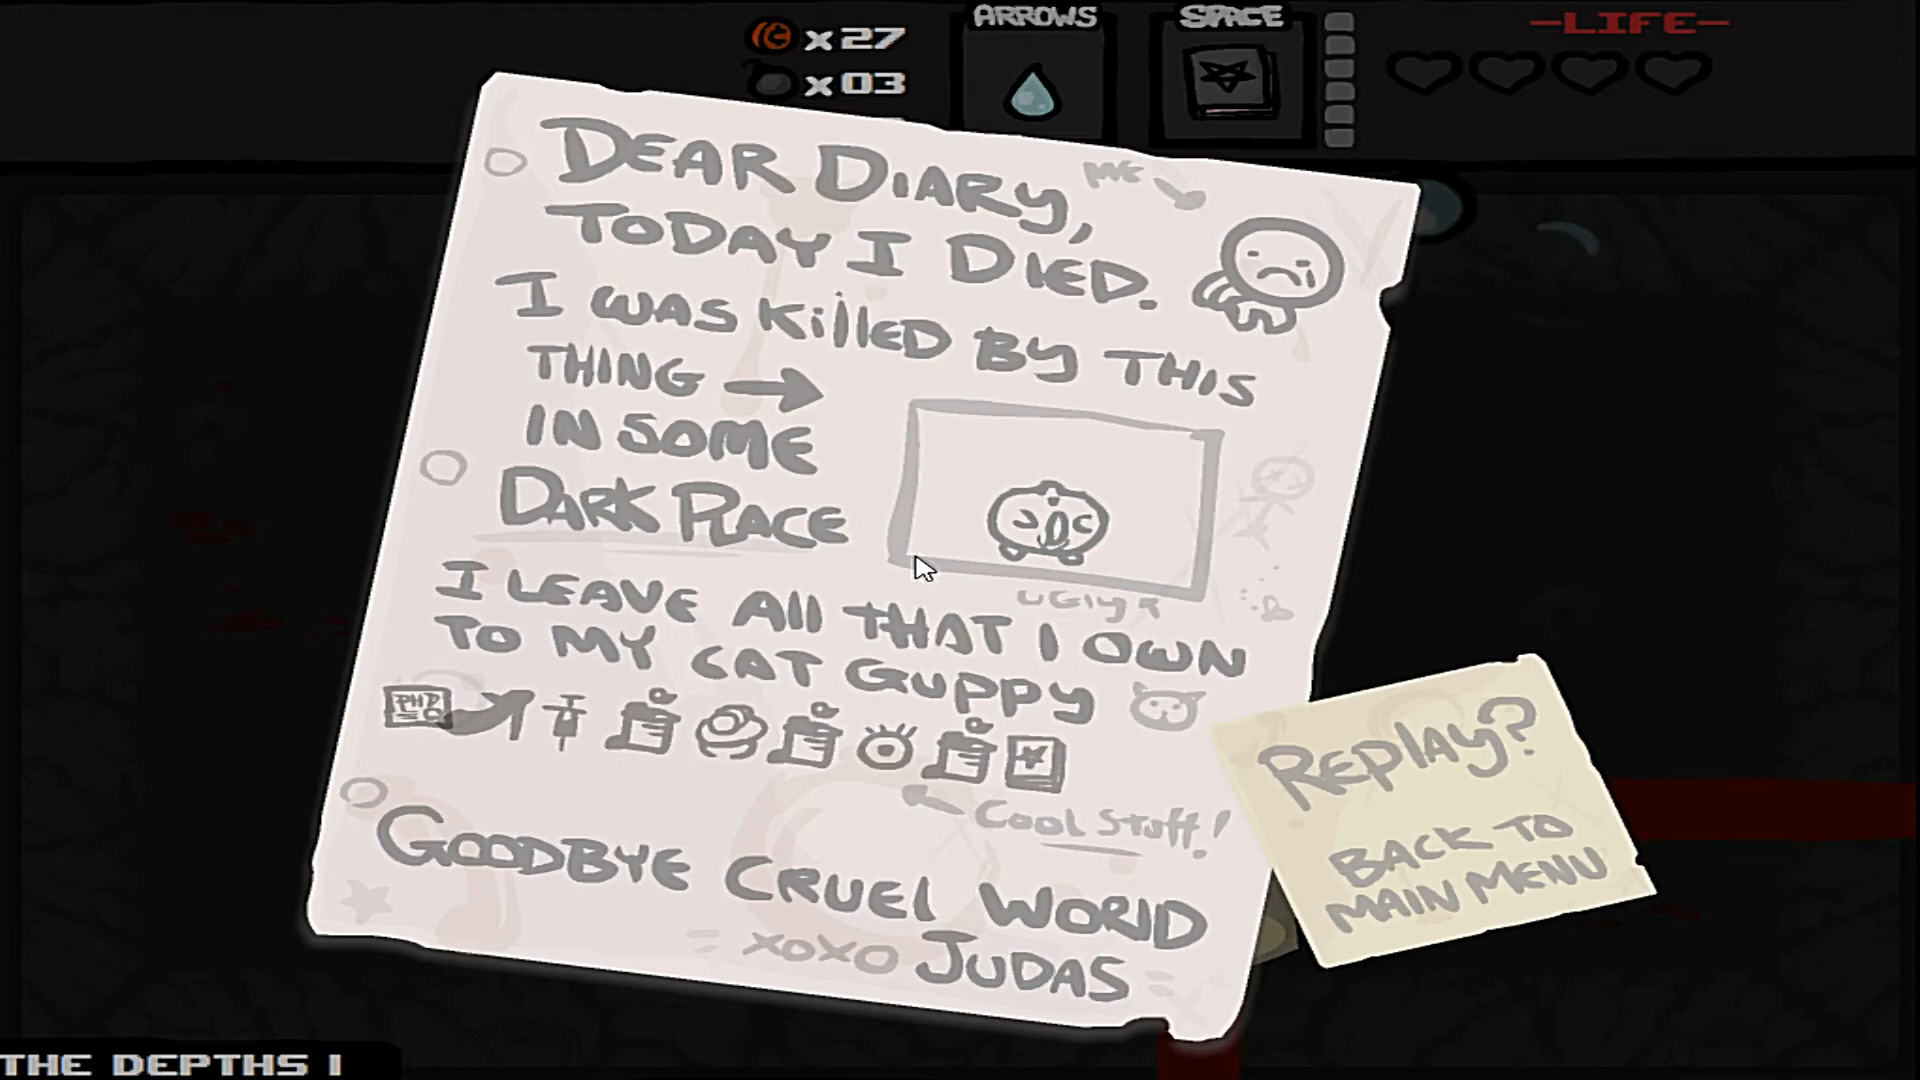 x27
x03
ARROWS
SPACE
—LIFE—
DEAR DIARY,
ME
TODAY I DIED.
I WAS KillED BY THIS
THING →
IN SOME
DARK PLACE
UGLY
I LEAVE All THAT I OWN
TO MY CAT GUPPY
PHD
COOL STUFF!
GOODBYE CRUEL WORLD
XOXO JUDAS
REPLAY?
BACK TO
MAIN MENU
THE DEPTHS I